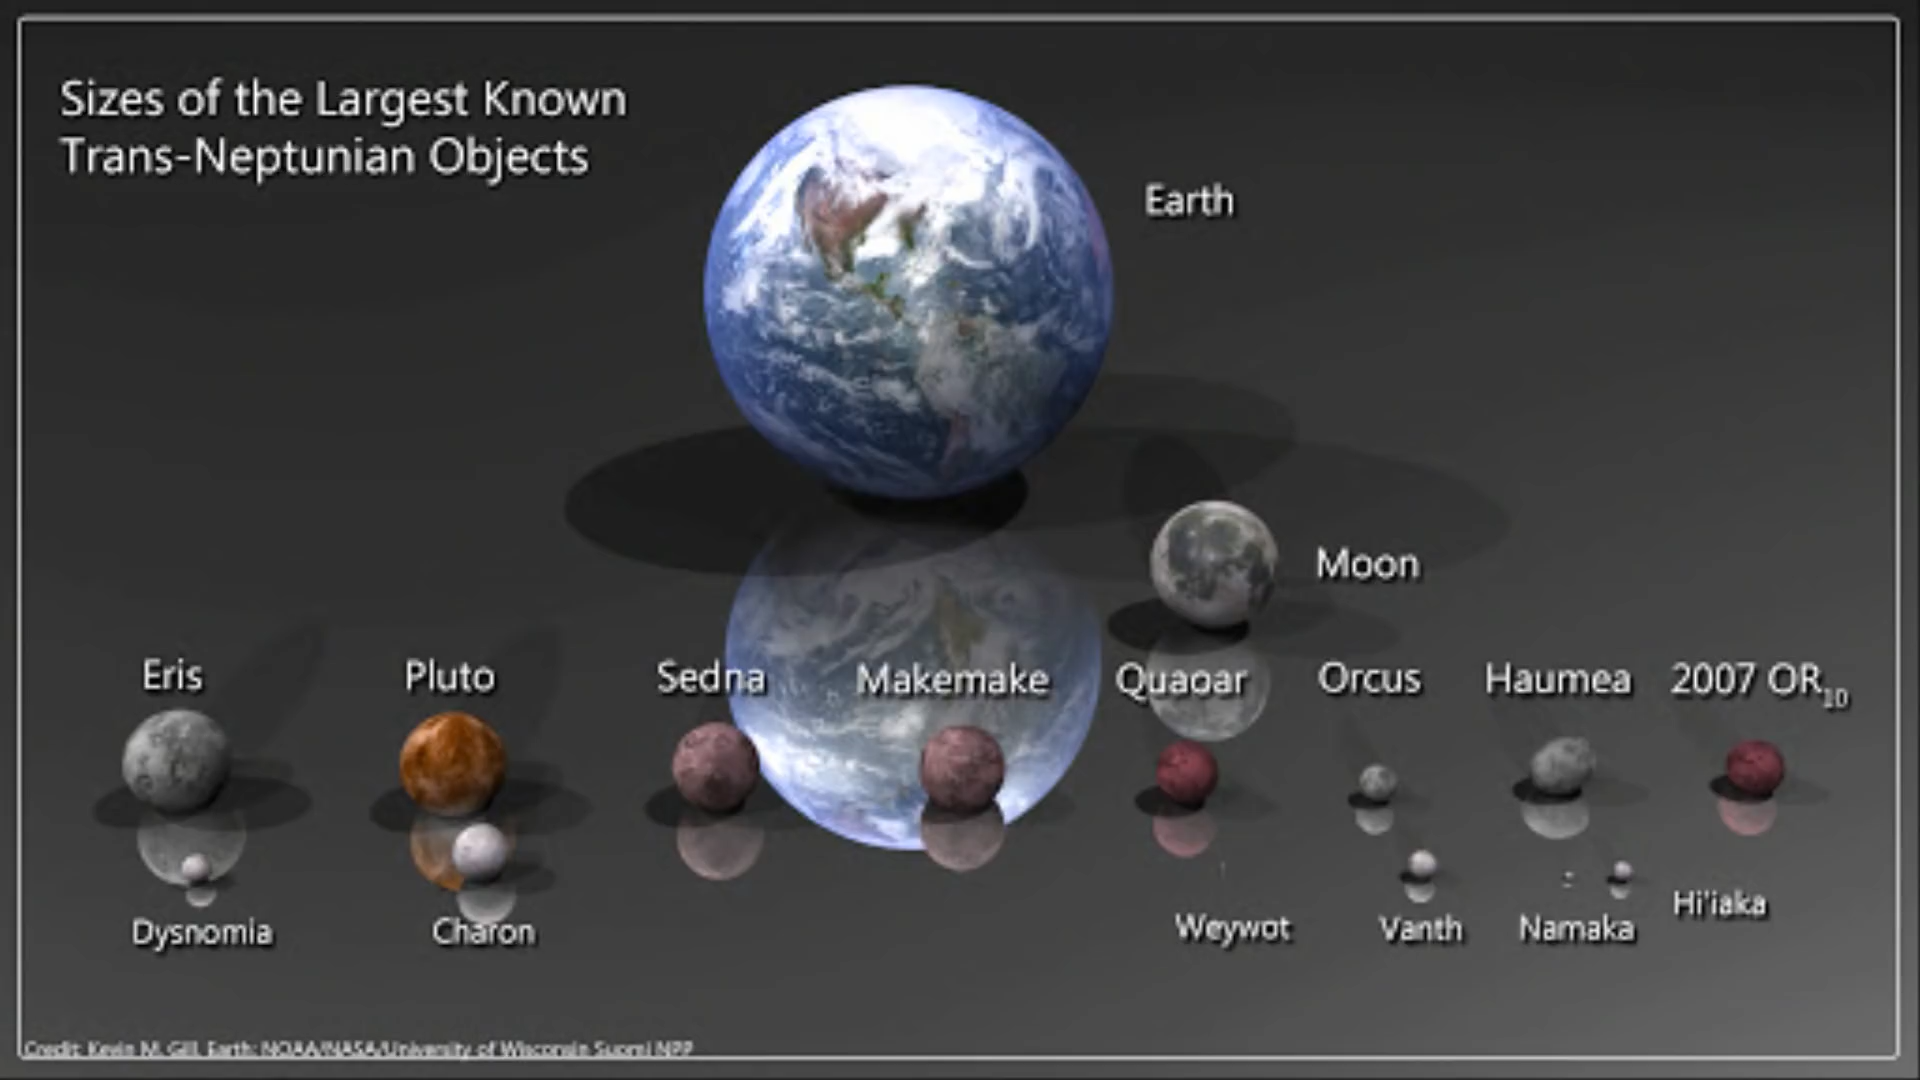 Sizes of the Largest Known
Trans-Neptunian Objects
Earth
Moon
Eris
Pluto
Sedna
Makemake
Quaoar
Orcus
Haumea
2007 OR10
Dysnomia
Charon
Weywot
Vanth
Namaka
Hi'iaka
Credit: Kevin M. Gill, Earth: NOAA/NASA/University of Wisconsin Suomi NPP